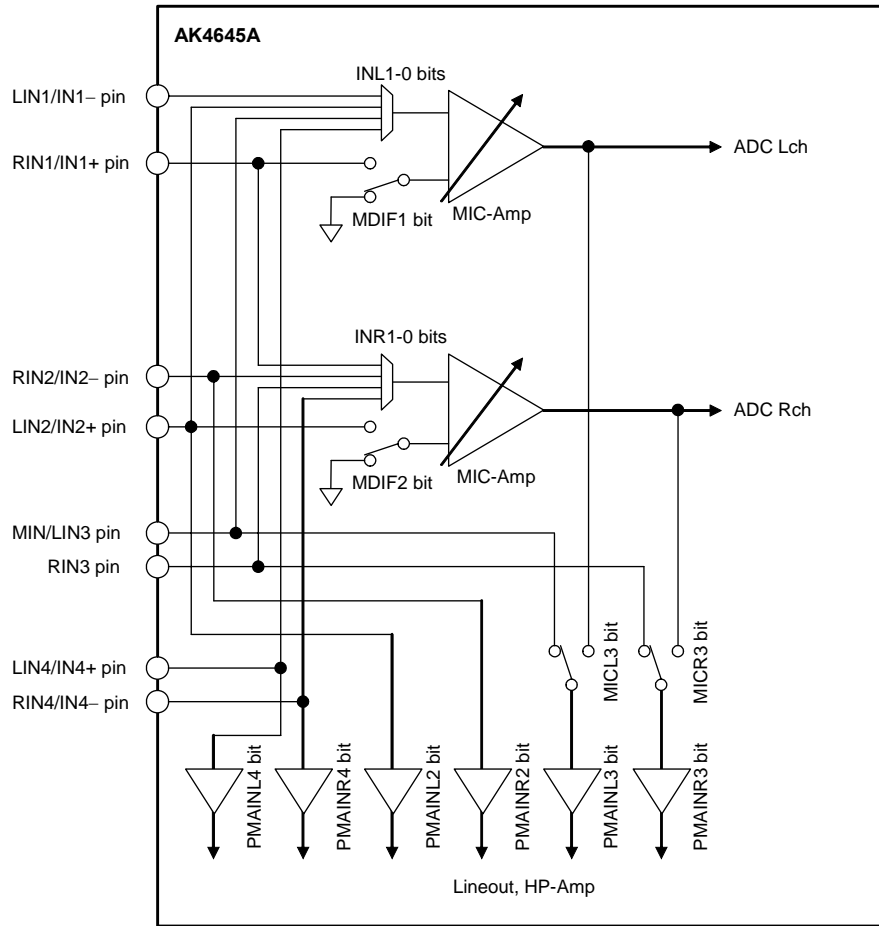 AK4645A
INL1-0 bits
LIN1/IN1− pin
RIN1/IN1+ pin
ADC Lch
MDIF1 bit
MIC-Amp
INR1-0 bits
RIN2/IN2− pin
LIN2/IN2+ pin
ADC Rch
MDIF2 bit
MIC-Amp
MIN/LIN3 pin
RIN3 pin
LIN4/IN4+ pin
RIN4/IN4− pin
MICL3 bit
MICR3 bit
PMAINL4 bit
PMAINR4 bit
PMAINL2 bit
PMAINR2 bit
PMAINL3 bit
PMAINR3 bit
Lineout, HP-Amp